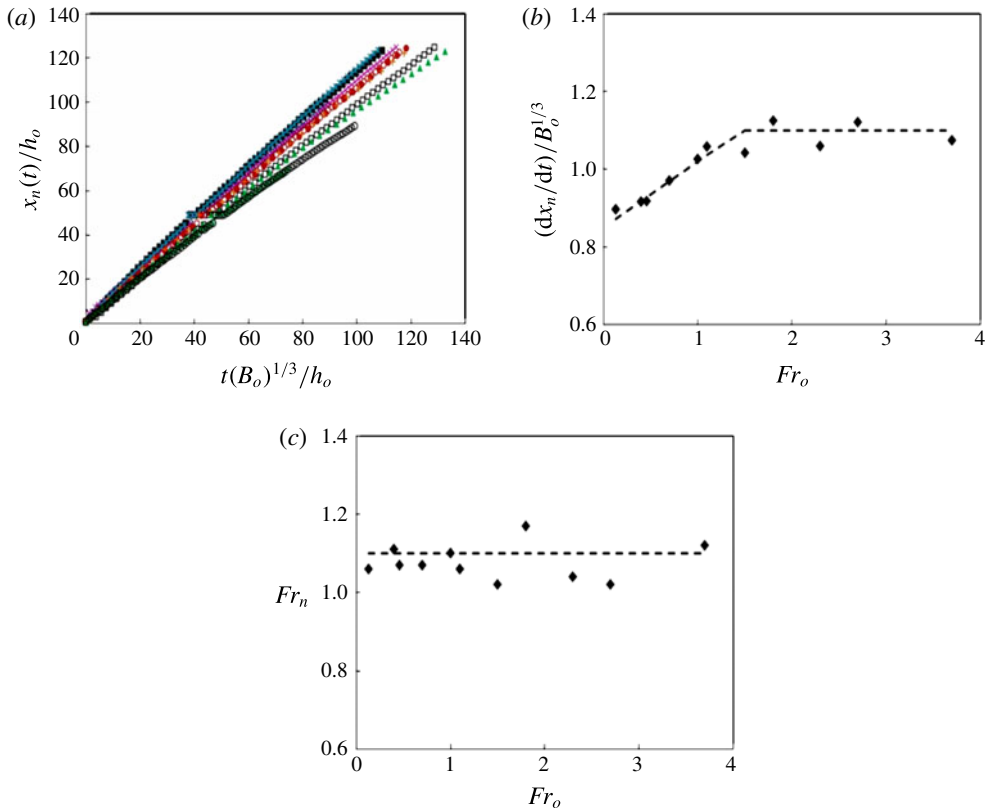 (a)
140
120
100
80
60
40
20
0 20 40 60 80 100 120 140
x_n(t)/h_o
t(B_o)^{1/3}/h_o
(b)
1.4
1.2
1.0
0.8
0.6
0 1 2 3 4
(dx_n/dt)/B_o^{1/3}
Fr_o
(c)
1.4
1.2
1.0
0.8
0.6
0 1 2 3 4
Fr_n
Fr_o